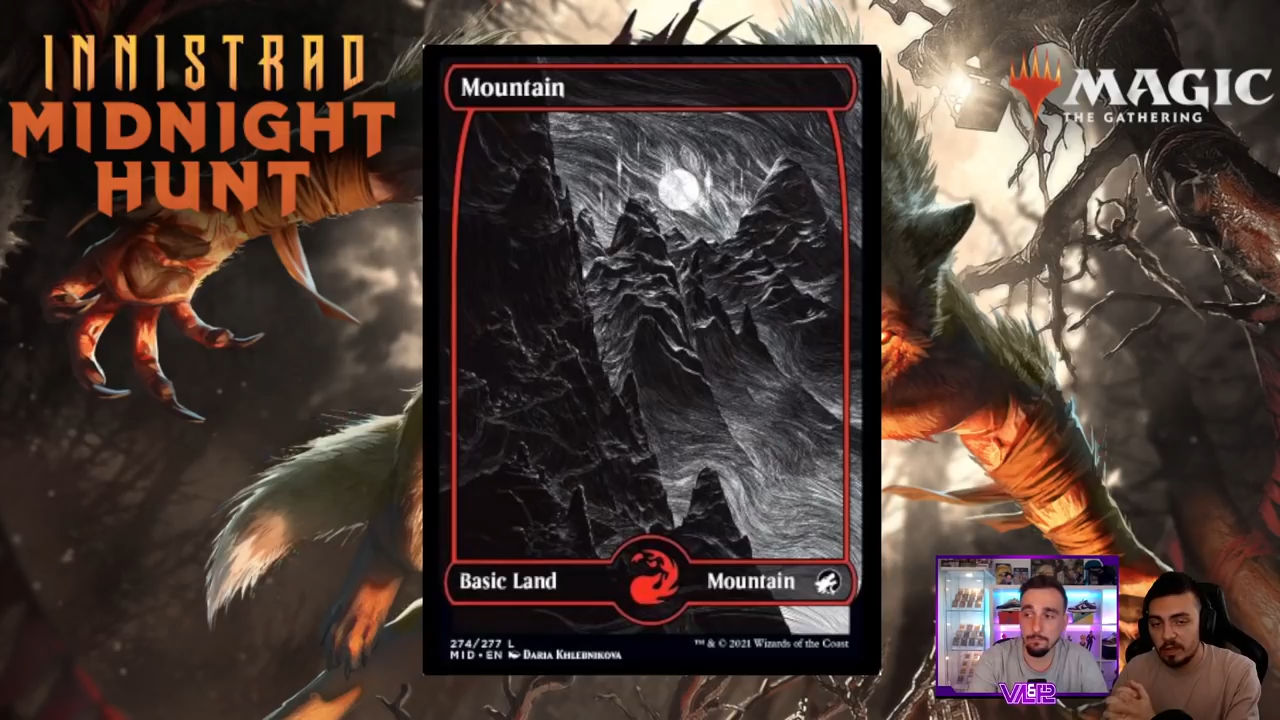 INNISTRAD
MIDNIGHT
HUNT
MAGIC
THE GATHERING
Mountain
Basic Land
Mountain
274/277 L
MID • EN DARIA KHLEBNIKOVA
™ & © 2021 Wizards of the Coast